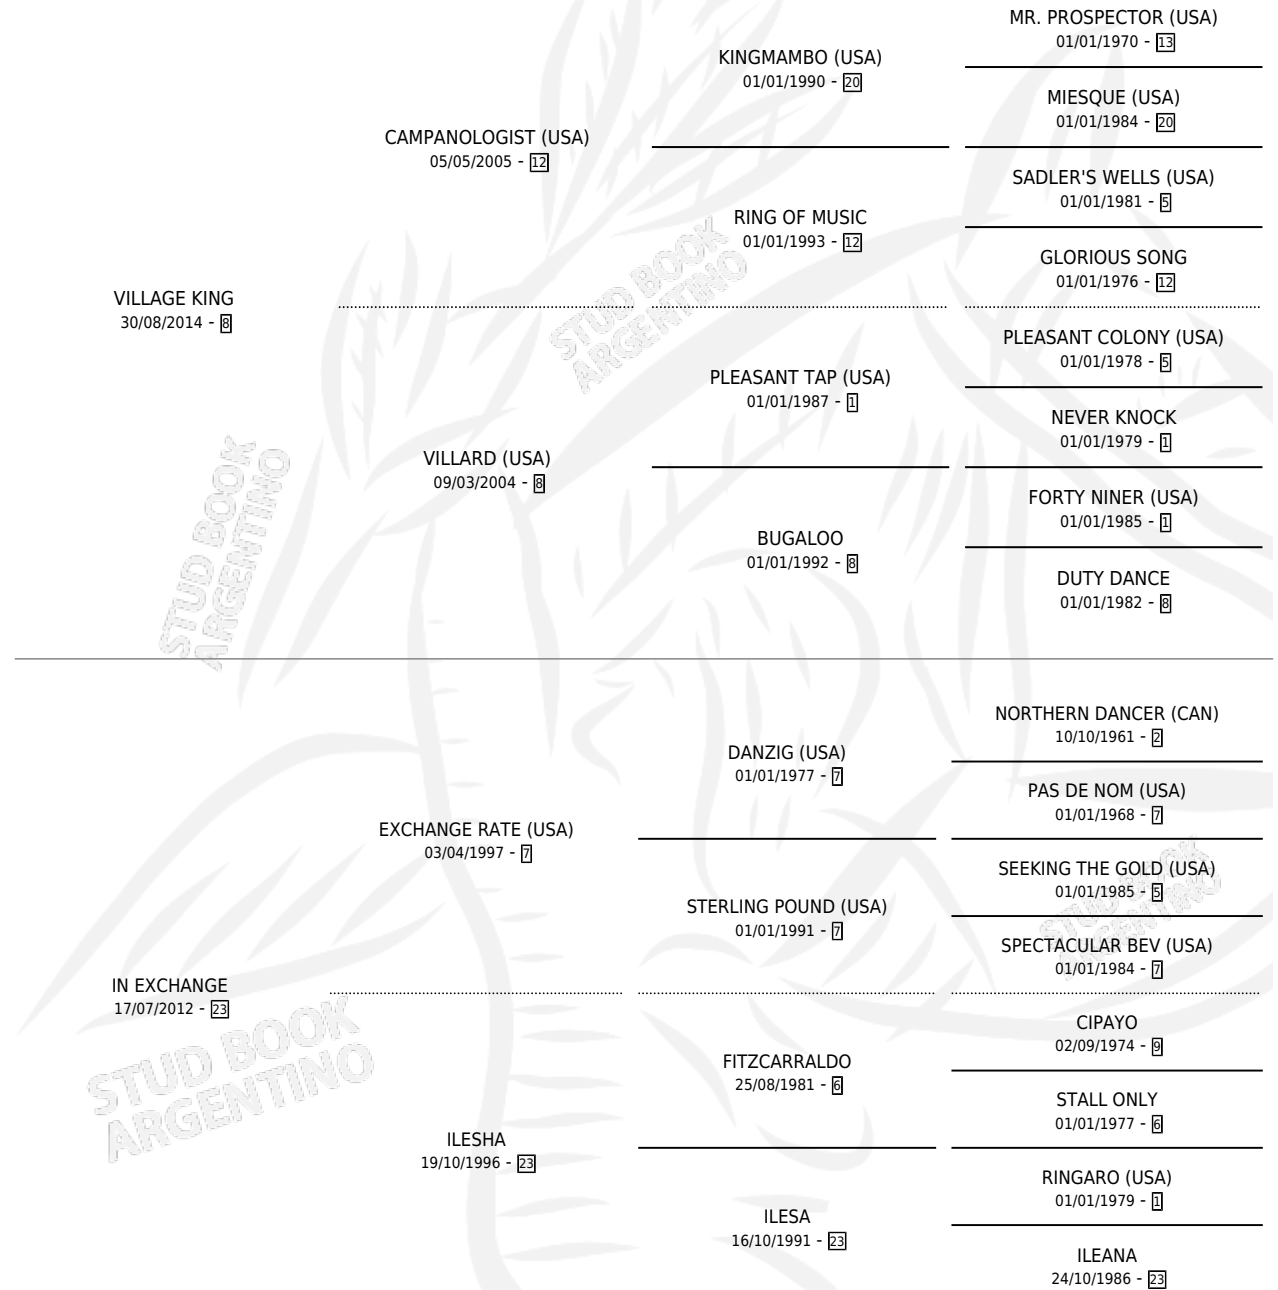 MR. PROSPECTOR (USA)
01/01/1970 - 13
KINGMAMBO (USA)
01/01/1990 - 20
MIESQUE (USA)
01/01/1984 - 20
CAMPANOLOGIST (USA)
05/05/2005 - 12
SADLER'S WELLS (USA)
01/01/1981 - 5
RING OF MUSIC
01/01/1993 - 12
GLORIOUS SONG
01/01/1976 - 12
VILLAGE KING
30/08/2014 - 8
STUD BOOK
ARGENTINO
PLEASANT COLONY (USA)
01/01/1978 - 5
PLEASANT TAP (USA)
01/01/1987 - 1
NEVER KNOCK
01/01/1979 - 1
VILLARD (USA)
09/03/2004 - 8
FORTY NINER (USA)
01/01/1985 - 1
BUGALOO
01/01/1992 - 8
DUTY DANCE
01/01/1982 - 8
STUD BOOK
ARGENTINO
NORTHERN DANCER (CAN)
10/10/1961 - 2
DANZIG (USA)
01/01/1977 - 7
PAS DE NOM (USA)
01/01/1968 - 7
EXCHANGE RATE (USA)
03/04/1997 - 7
SEEKING THE GOLD (USA)
01/01/1985 - 5
STERLING POUND (USA)
01/01/1991 - 7
SPECTACULAR BEV (USA)
01/01/1984 - 7
STUD BOOK
ARGENTINO
IN EXCHANGE
17/07/2012 - 23
CIPAYO
02/09/1974 - 9
FITZCARRALDO
25/08/1981 - 6
STALL ONLY
01/01/1977 - 6
STUD BOOK
ARGENTINO
ILESHA
19/10/1996 - 23
RINGARO (USA)
01/01/1979 - 1
ILESA
16/10/1991 - 23
ILEANA
24/10/1986 - 23